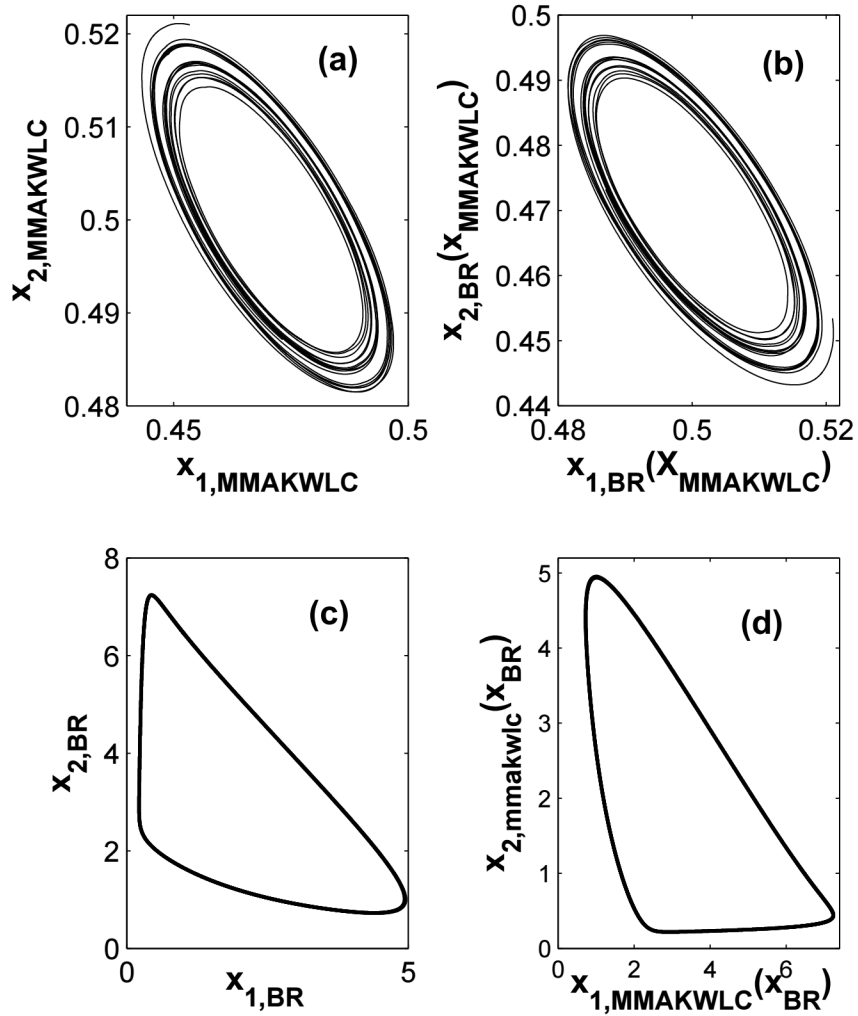 (a)
0.52
0.51
0.5
0.49
0.48
0.45 0.5
x2,MMAKWLC
x1,MMAKWLC
(b)
0.5
0.49
0.48
0.47
0.46
0.45
0.44
0.48 0.5 0.52
x2,BR(xMMAKWLC)
x1,BR(XMMAKWLC)
(c)
8
6
4
2
0
0 5
x2,BR
x1,BR
(d)
5
4
3
2
1
0
0 2 4 6
x2,mmakwlc(xBR)
x1,MMAKWLC(xBR)